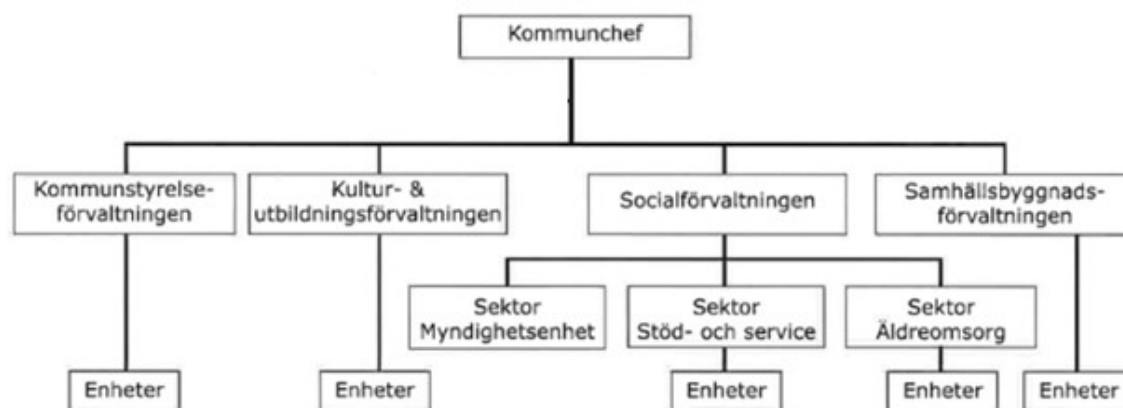 Kommunchef
Kommunstyrelse-
förvaltningen
Kultur- &
utbildningsförvaltningen
Socialförvaltningen
Samhällsbyggnads-
förvaltningen
Sektor
Myndighetsenhet
Sektor
Stöd- och service
Sektor
Äldreomsorg
Enheter
Enheter
Enheter
Enheter
Enheter